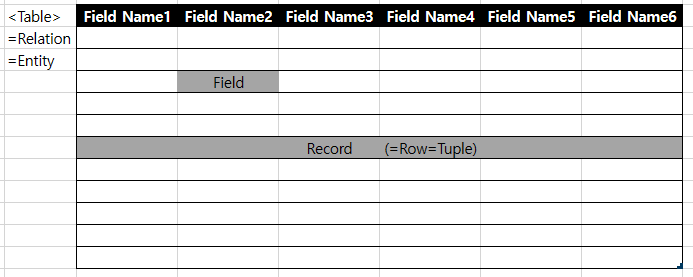 <Table> Field Name1 Field Name2 Field Name3 Field Name4 Field Name5 Field Name6
=Relation
=Entity
Field
Record (=Row=Tuple)